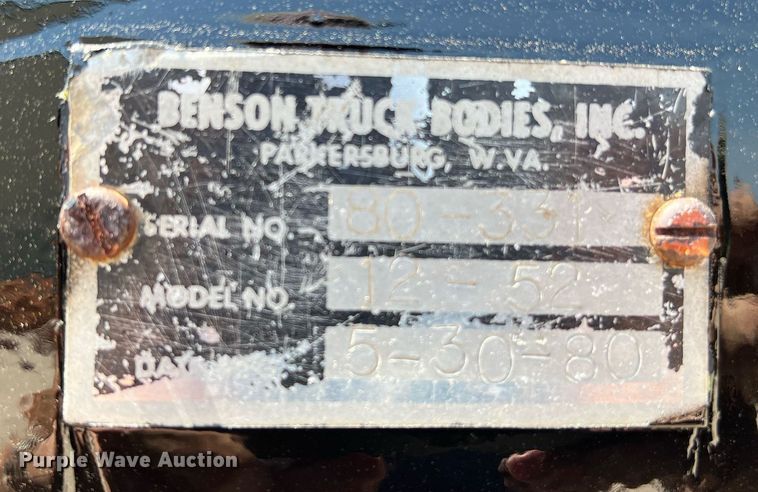 BENSON TRUCK BODIES, INC.
PARKERSBURG, W.VA.
SERIAL NO. 80-331
MODEL NO. 12-52
DATE 5-30-80
Purple Wave Auction